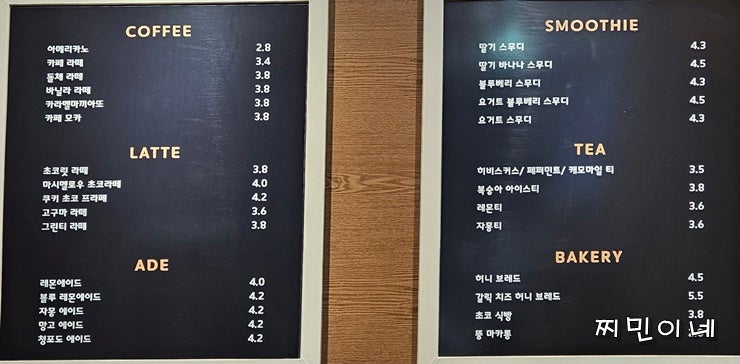 COFFEE
아메리카노 2.8
카페 라떼 3.4
돌체 라떼 3.8
바닐라 라떼 3.8
카라멜마끼아또 3.8
카페 모카 3.8
LATTE
초코릿 라떼 3.8
마시멜로우 초코라떼 4.0
쿠키 초코 프라페 4.2
고구마 라떼 3.6
그린티 라떼 3.8
ADE
레몬에이드 4.0
블루 레몬에이드 4.2
자몽 에이드 4.2
망고 에이드 4.2
청포도 에이드 4.2
SMOOTHIE
딸기 스무디 4.3
딸기 바나나 스무디 4.5
블루베리 스무디 4.3
요거트 블루베리 스무디 4.5
요거트 스무디 4.3
TEA
히비스커스/ 페퍼민트/ 캐모마일 티 3.5
복숭아 아이스티 3.8
레몬티 3.6
자몽티 3.6
BAKERY
허니 브레드 4.5
갈릭 치즈 허니 브레드 5.5
초코 식빵 3.8
뚱 마카롱
찌민이네